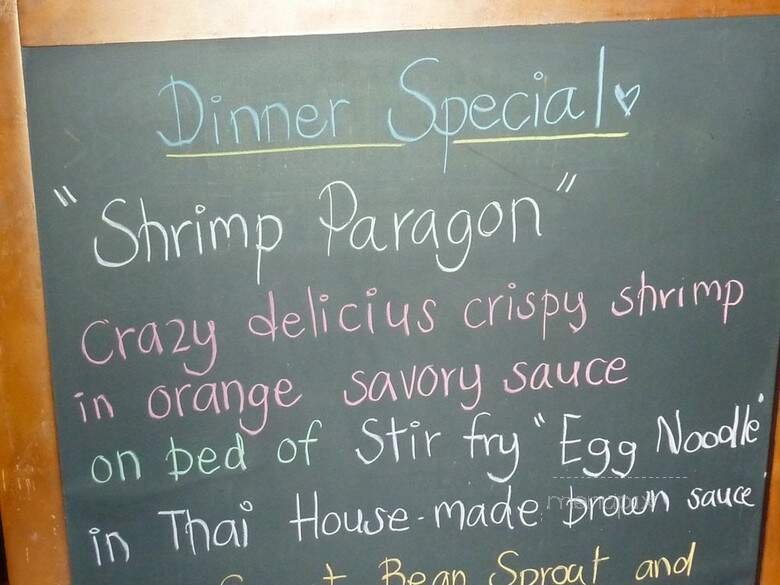 Dinner Special
"Shrimp Paragon"
Crazy delicius crispy shrimp
in orange savory sauce
on bed of Stir fry "Egg Noodle"
in Thai House-made brown sauce
Bean Sprout and